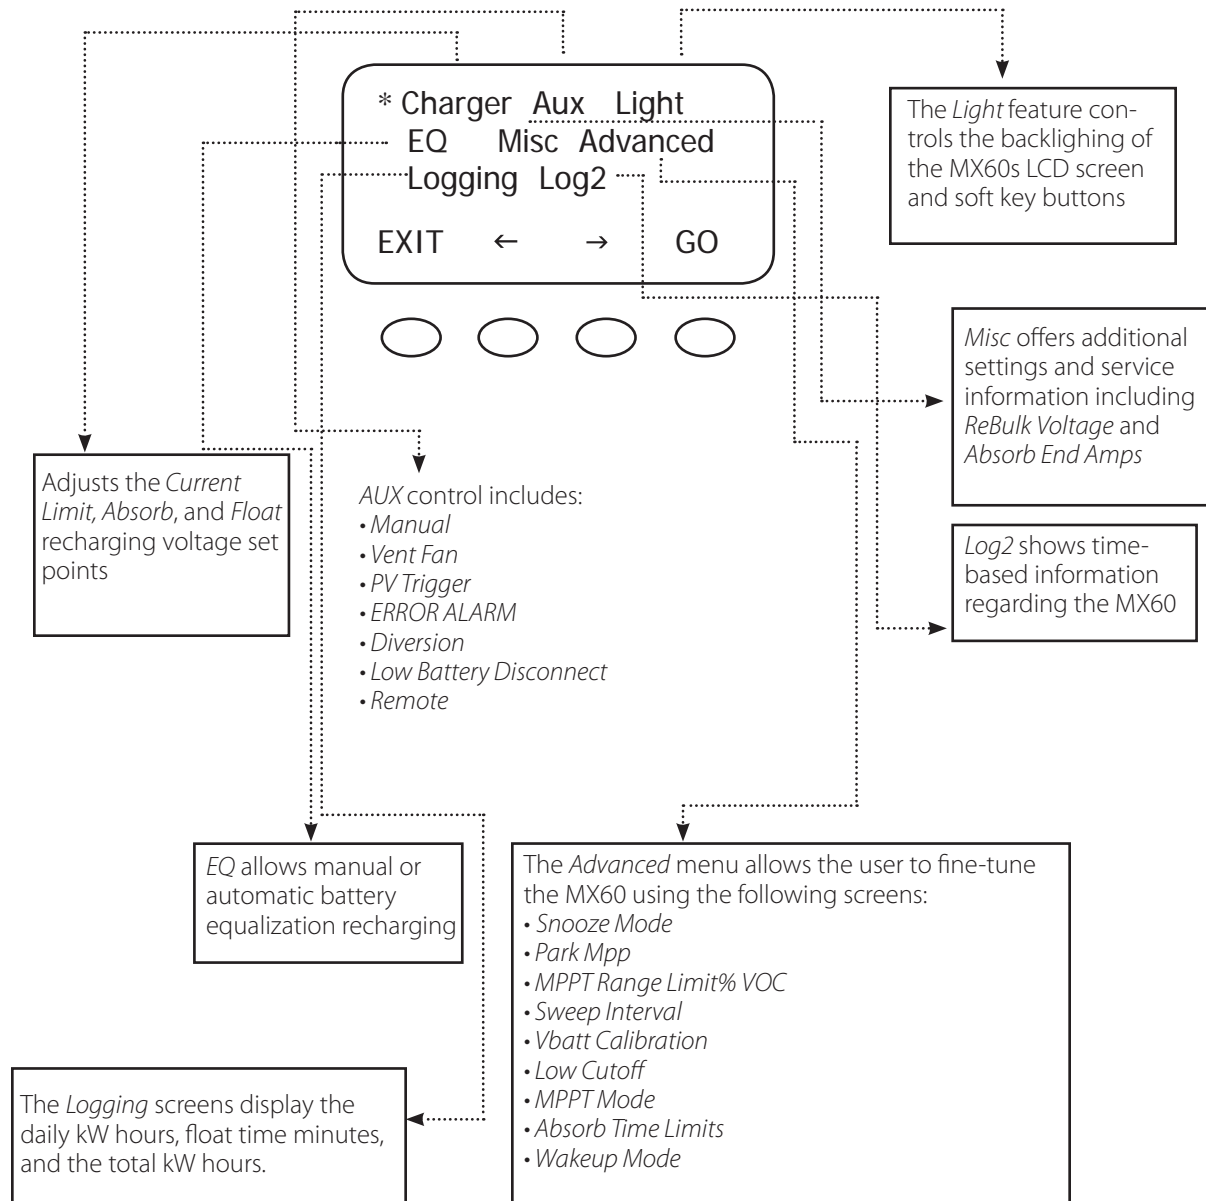 * Charger Aux Light
EQ Misc Advanced
Logging Log2
EXIT ← → GO
The Light feature con-
trols the backlighing of
the MX60s LCD screen
and soft key buttons
Misc offers additional
settings and service
information including
ReBulk Voltage and
Absorb End Amps
Adjusts the Current
Limit, Absorb, and Float
recharging voltage set
points
AUX control includes:
• Manual
• Vent Fan
• PV Trigger
• ERROR ALARM
• Diversion
• Low Battery Disconnect
• Remote
Log2 shows time-
based information
regarding the MX60
EQ allows manual or
automatic battery
equalization recharging
The Advanced menu allows the user to fine-tune
the MX60 using the following screens:
• Snooze Mode
• Park Mpp
• MPPT Range Limit% VOC
• Sweep Interval
• Vbatt Calibration
• Low Cutoff
• MPPT Mode
• Absorb Time Limits
• Wakeup Mode
The Logging screens display the
daily kW hours, float time minutes,
and the total kW hours.